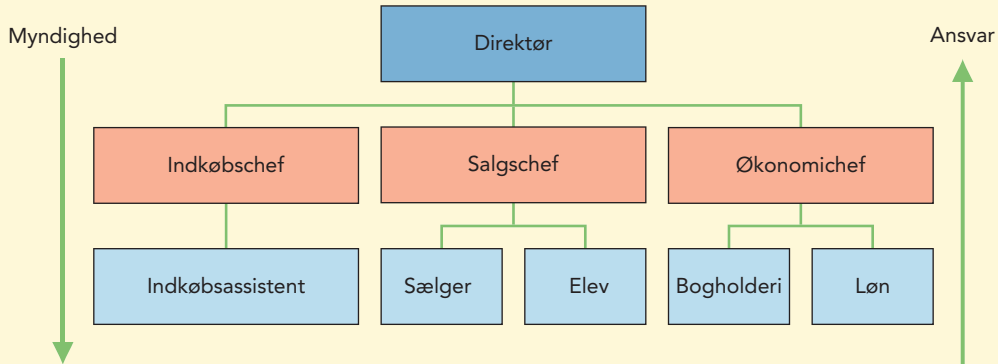 Myndighed
Direktør
Ansvar
Indkøbschef
Salgschef
Økonomichef
Indkøbsassistent
Sælger
Elev
Bogholderi
Løn